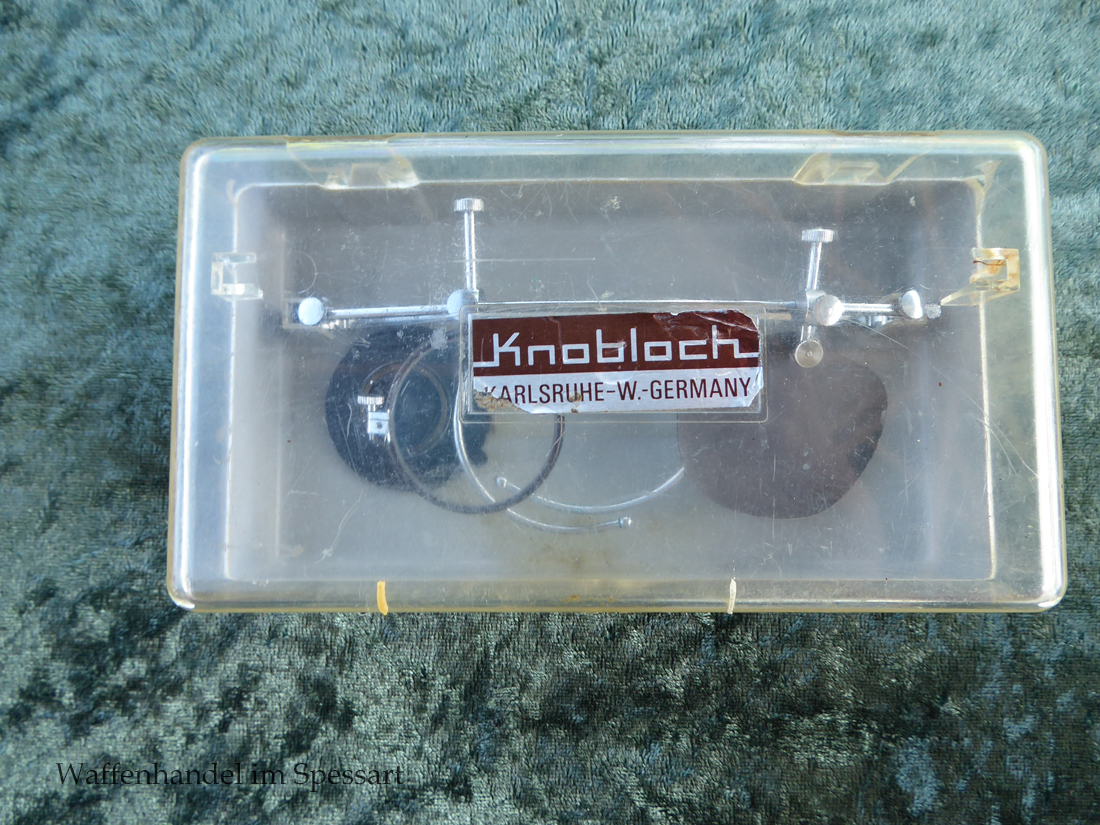 Knobloch
KARLSRUHE-W.-GERMANY
Waffenhandel im Spessart